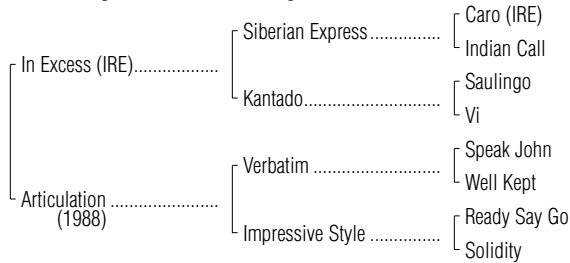 Caro (IRE)
Siberian Express...............
Indian Call
In Excess (IRE)..................
Saulingo
Kantado.............................
Vi
Speak John
Verbatim ...........................
Well Kept
Articulation .......................
(1988)
Ready Say Go
Impressive Style ...............
Solidity